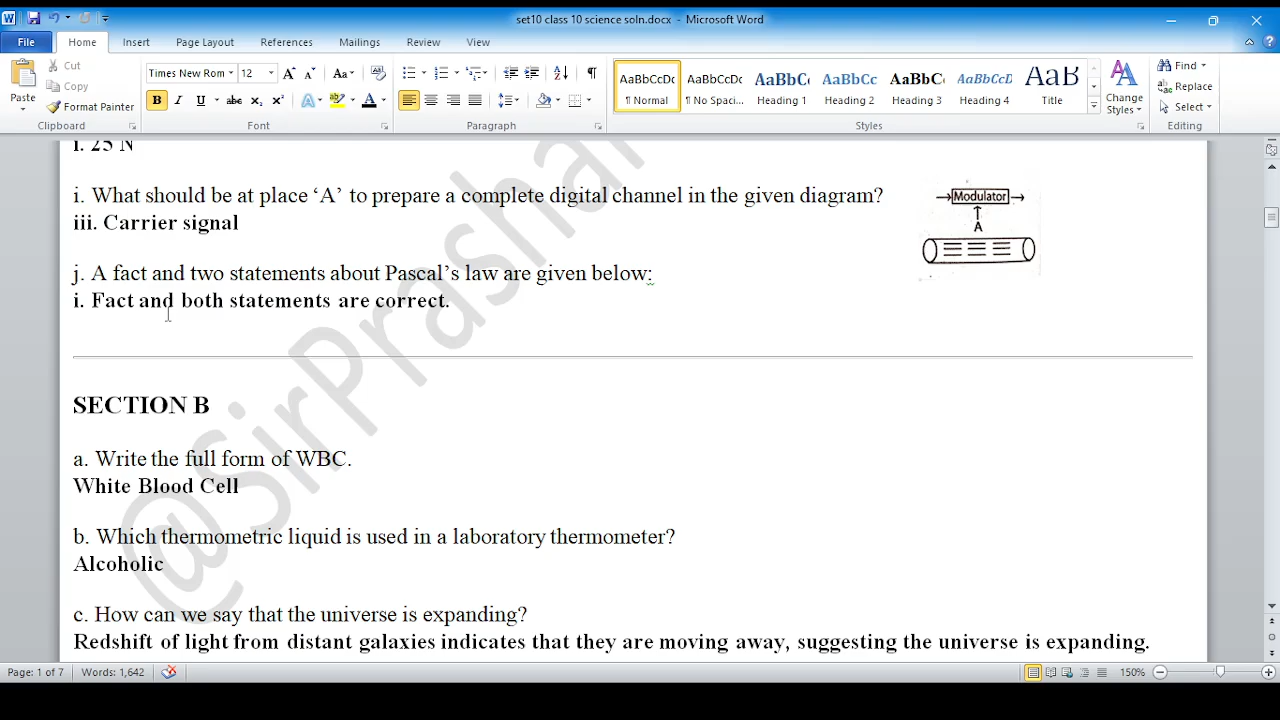 set10 class 10 science soln.docx - Microsoft Word
File Home Insert Page Layout References Mailings Review View
Paste
Cut
Copy
Format Painter
Clipboard
Times New Rom 12
Font
Paragraph
AaBbCcDc AaBbCcDc AaBbC AaBbCc AaBbC AaBbCcD AaB
¶ Normal ¶ No Spaci... Heading 1 Heading 2 Heading 3 Heading 4 Title
Change Styles
Styles
Find
Replace
Select
Editing
i. 25 N
i. What should be at place ‘A’ to prepare a complete digital channel in the given diagram?
iii. Carrier signal
Modulator
A
j. A fact and two statements about Pascal’s law are given below:
i. Fact and both statements are correct.
SECTION B
a. Write the full form of WBC.
White Blood Cell
b. Which thermometric liquid is used in a laboratory thermometer?
Alcoholic
c. How can we say that the universe is expanding?
Redshift of light from distant galaxies indicates that they are moving away, suggesting the universe is expanding.
@SirPrashan
Page: 1 of 7 Words: 1,642 150%